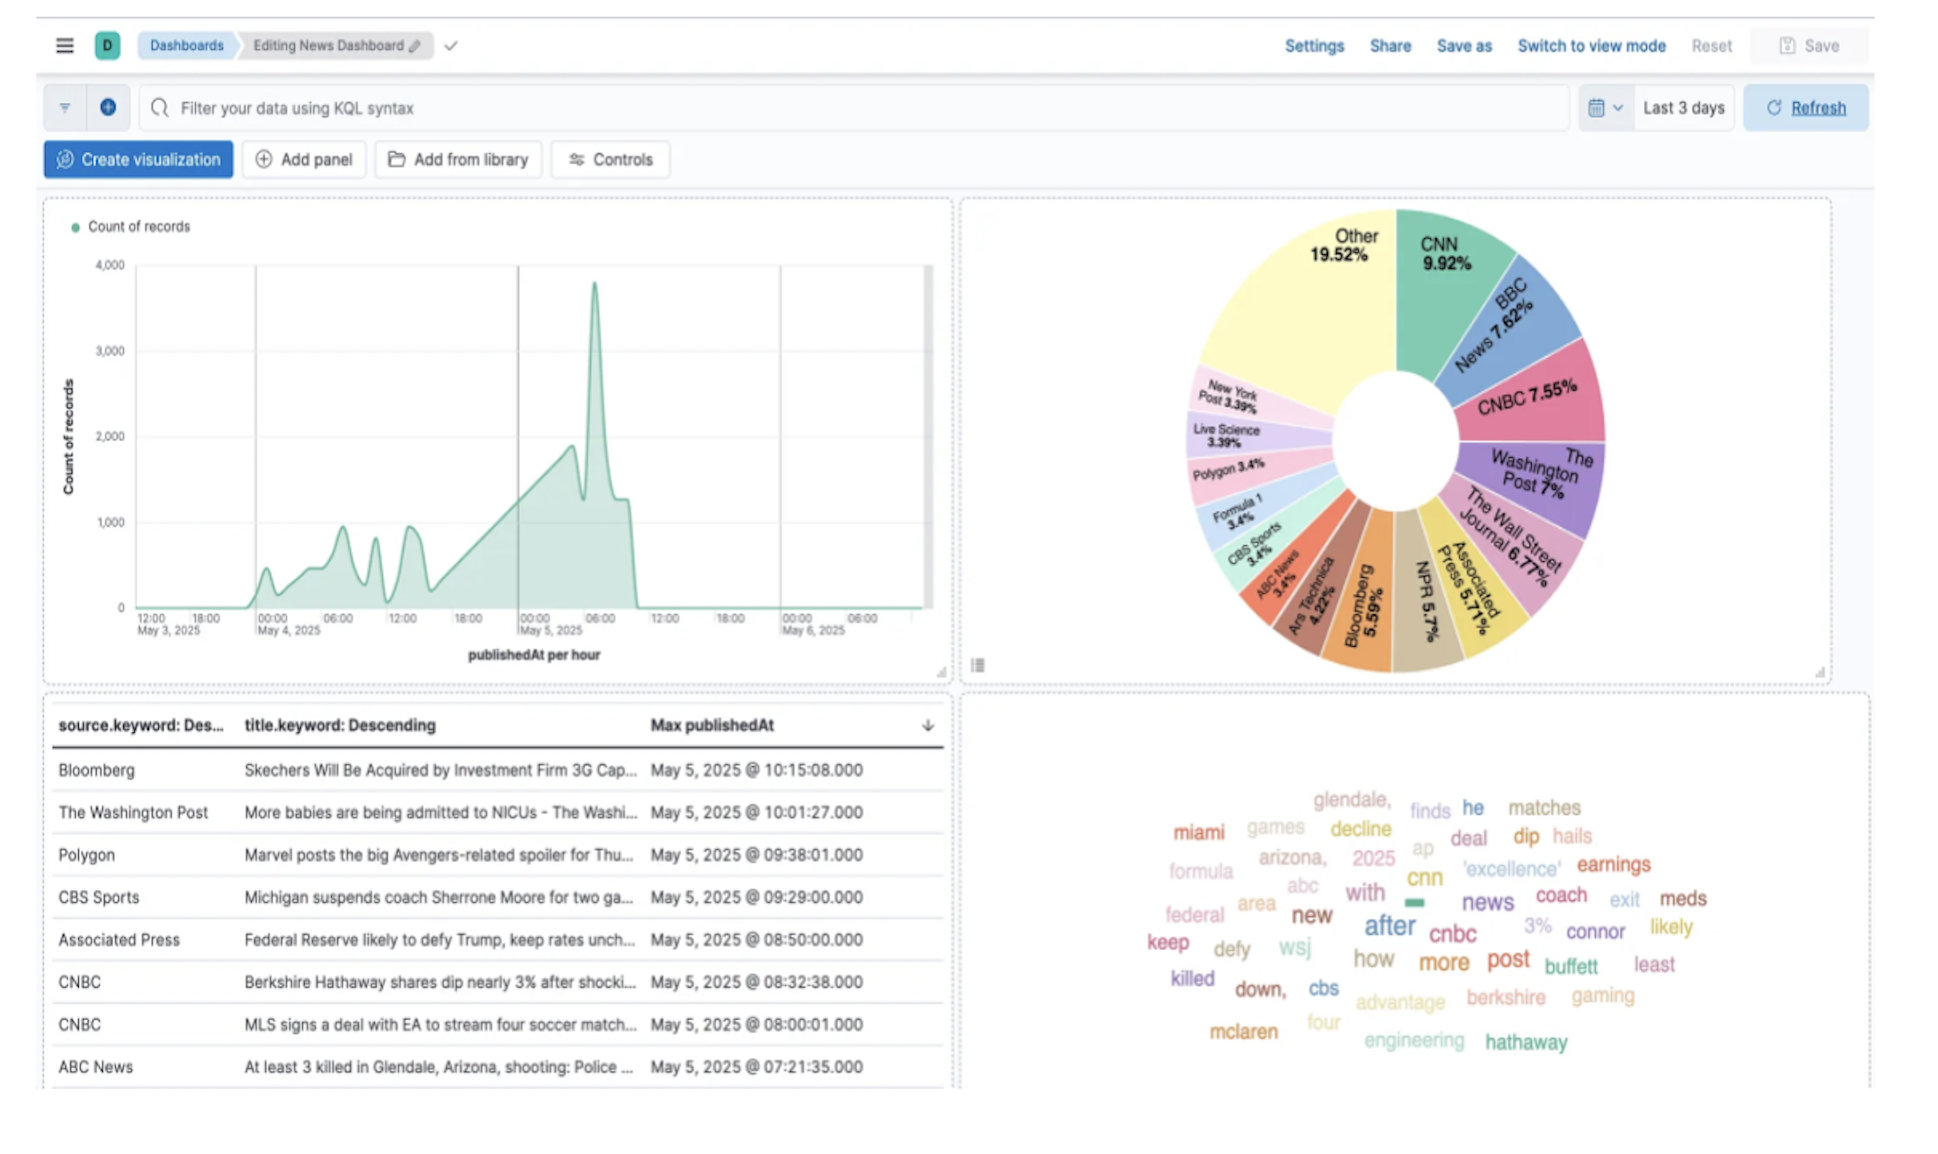 D Dashboards Editing News Dashboard
Settings Share Save as Switch to view mode Reset Save
Filter your data using KQL syntax
Last 3 days Refresh
Create visualization Add panel Add from library Controls
Count of records
4,000
3,000
2,000
1,000
0
Count of records
12:00 18:00 00:00 06:00 12:00 18:00 00:00 06:00 12:00 18:00 00:00 06:00
May 3, 2025 May 4, 2025 May 5, 2025 May 6, 2025
publishedAt per hour
Other
19.52%
CNN
9.92%
BBC
News 7.62%
CNBC 7.55%
The
Washington
Post 7%
The Wall Street
Journal 6.77%
Associated
Press 5.71%
NPR 5.7%
Bloomberg
5.59%
Ars Technica
4.22%
ABC News
3.4%
CBS Sports
3.4%
Formula 1
3.4%
Polygon 3.4%
Live Science
3.39%
New York
Post 3.39%
source.keyword: Des... title.keyword: Descending Max publishedAt
Bloomberg Skechers Will Be Acquired by Investment Firm 3G Cap... May 5, 2025 @ 10:15:08.000
The Washington Post More babies are being admitted to NICUs - The Washi... May 5, 2025 @ 10:01:27.000
Polygon Marvel posts the big Avengers-related spoiler for Thu... May 5, 2025 @ 09:38:01.000
CBS Sports Michigan suspends coach Sherrone Moore for two ga... May 5, 2025 @ 09:29:00.000
Associated Press Federal Reserve likely to defy Trump, keep rates unch... May 5, 2025 @ 08:50:00.000
CNBC Berkshire Hathaway shares dip nearly 3% after shocki... May 5, 2025 @ 08:32:38.000
CNBC MLS signs a deal with EA to stream four soccer match... May 5, 2025 @ 08:00:01.000
ABC News At least 3 killed in Glendale, Arizona, shooting: Police ... May 5, 2025 @ 07:21:35.000
glendale, finds he matches
miami games decline deal dip hails
arizona, 2025 ap
formula 'excellence' earnings
abc with cnn
federal area new - news coach exit meds
after cnbc 3% connor likely
keep defy wsj
how more post buffett least
killed down, cbs
advantage berkshire gaming
mclaren four
engineering hathaway